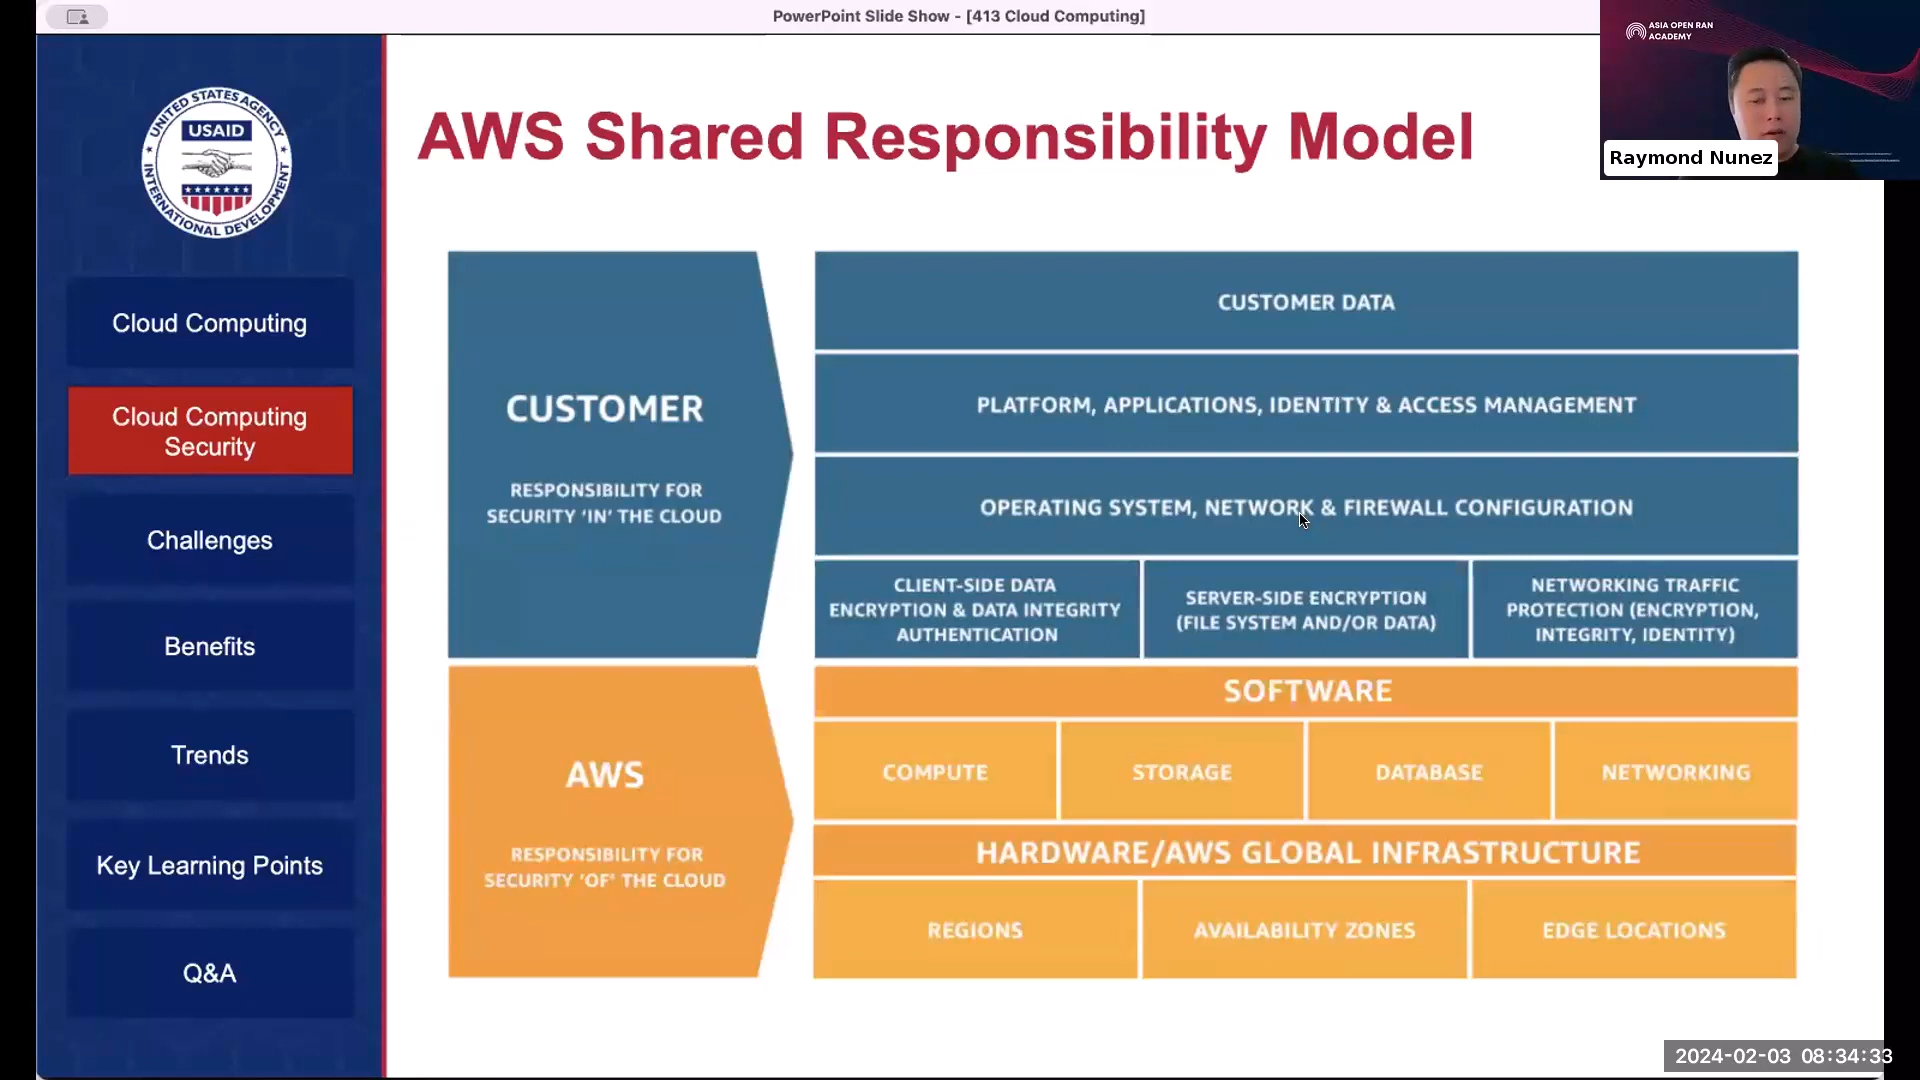 PowerPoint Slide Show - [413 Cloud Computing]
ASIA OPEN RAN
ACADEMY
Raymond Nunez
UNITED STATES AGENCY
USAID
INTERNATIONAL DEVELOPMENT
Cloud Computing
Cloud Computing
Security
Challenges
Benefits
Trends
Key Learning Points
Q&A
AWS Shared Responsibility Model
CUSTOMER
RESPONSIBILITY FOR
SECURITY ‘IN’ THE CLOUD
CUSTOMER DATA
PLATFORM, APPLICATIONS, IDENTITY & ACCESS MANAGEMENT
OPERATING SYSTEM, NETWORK & FIREWALL CONFIGURATION
CLIENT-SIDE DATA
ENCRYPTION & DATA INTEGRITY
AUTHENTICATION
SERVER-SIDE ENCRYPTION
(FILE SYSTEM AND/OR DATA)
NETWORKING TRAFFIC
PROTECTION (ENCRYPTION,
INTEGRITY, IDENTITY)
AWS
RESPONSIBILITY FOR
SECURITY ‘OF’ THE CLOUD
SOFTWARE
COMPUTE
STORAGE
DATABASE
NETWORKING
HARDWARE/AWS GLOBAL INFRASTRUCTURE
REGIONS
AVAILABILITY ZONES
EDGE LOCATIONS
2024-02-03 08:34:33